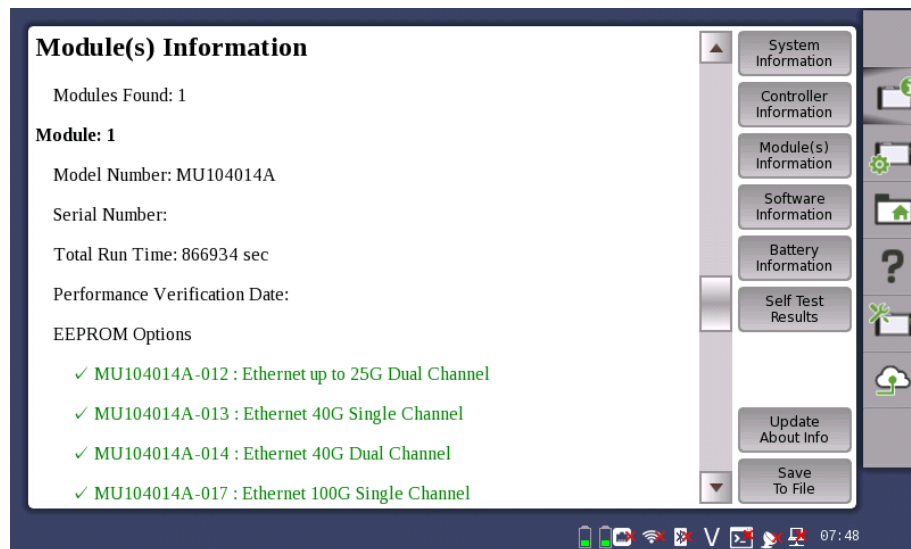 Module(s) Information
Modules Found: 1
Module: 1
Model Number: MU104014A
Serial Number:
Total Run Time: 866934 sec
Performance Verification Date:
EEPROM Options
✓ MU104014A-012 : Ethernet up to 25G Dual Channel
✓ MU104014A-013 : Ethernet 40G Single Channel
✓ MU104014A-014 : Ethernet 40G Dual Channel
✓ MU104014A-017 : Ethernet 100G Single Channel
System
Information
Controller
Information
Module(s)
Information
Software
Information
Battery
Information
Self Test
Results
Update
About Info
Save
To File
?
V
07:48